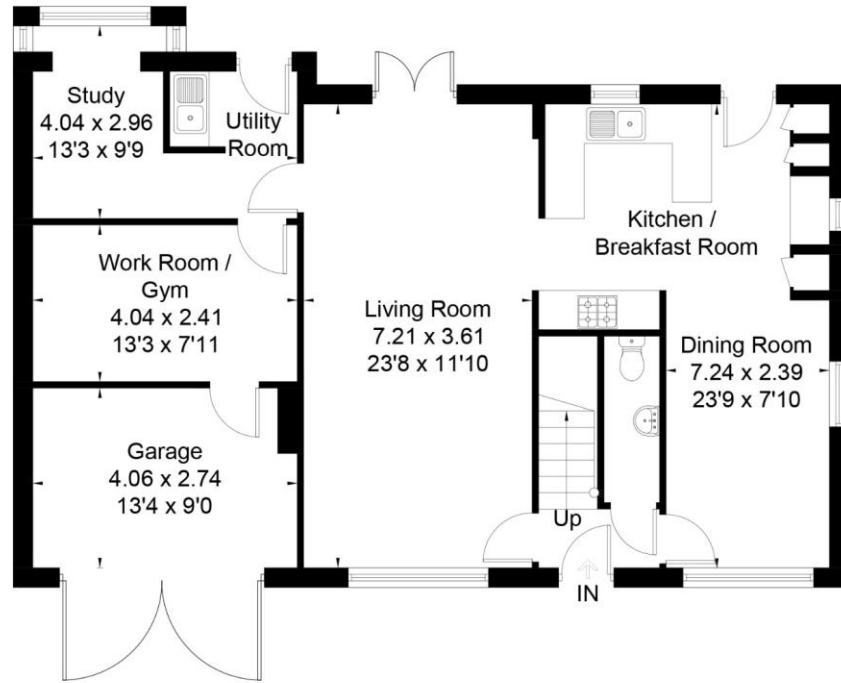 Study
4.04 x 2.96
13'3 x 9'9
Utility
Room
Work Room /
Gym
4.04 x 2.41
13'3 x 7'11
Garage
4.06 x 2.74
13'4 x 9'0
Living Room
7.21 x 3.61
23'8 x 11'10
Kitchen /
Breakfast Room
Dining Room
7.24 x 2.39
23'9 x 7'10
Up
IN